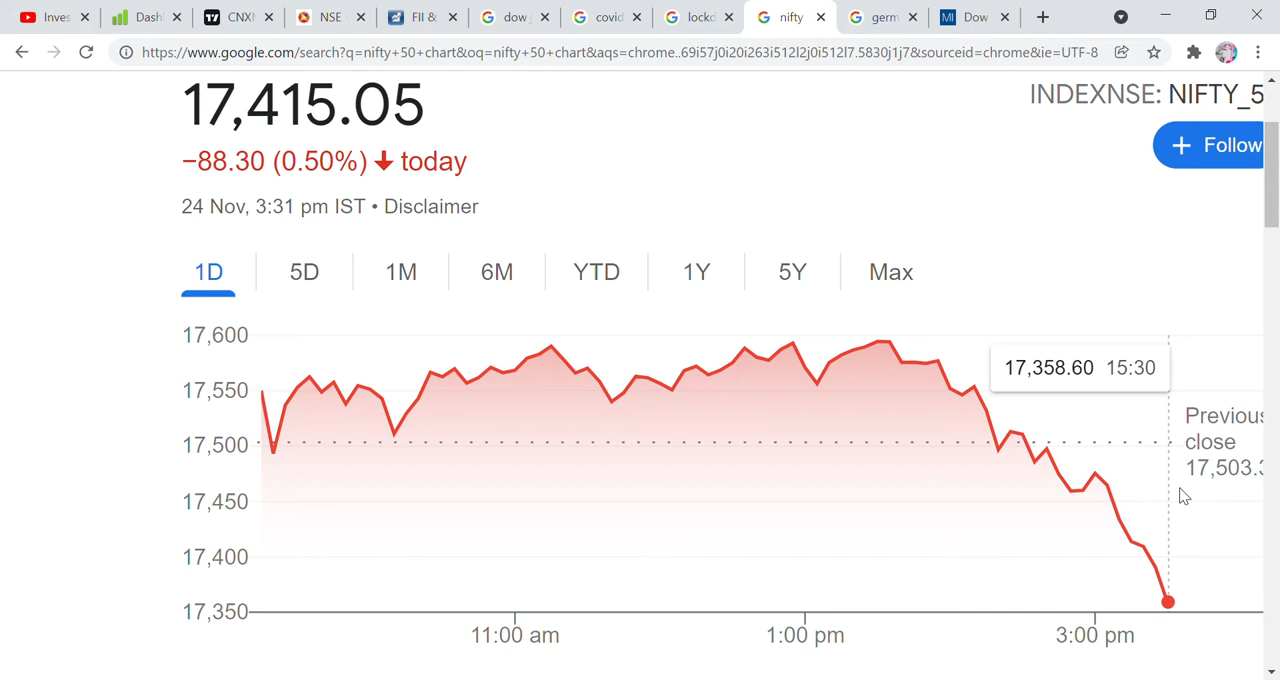 Inves Dash CNXI NSE - FII & dow j covid lockd nifty germ Dow
https://www.google.com/search?q=nifty+50+chart&oq=nifty+50+chart&aqs=chrome..69i57j0i20i263i512l2j0i512l7.5830j1j7&sourceid=chrome&ie=UTF-8
17,415.05
INDEXNSE: NIFTY_5
−88.30 (0.50%) today
+ Follow
24 Nov, 3:31 pm IST • Disclaimer
1D 5D 1M 6M YTD 1Y 5Y Max
17,600
17,358.60 15:30
17,550
Previous
close
17,503.3
17,500
17,450
17,400
17,350
11:00 am 1:00 pm 3:00 pm